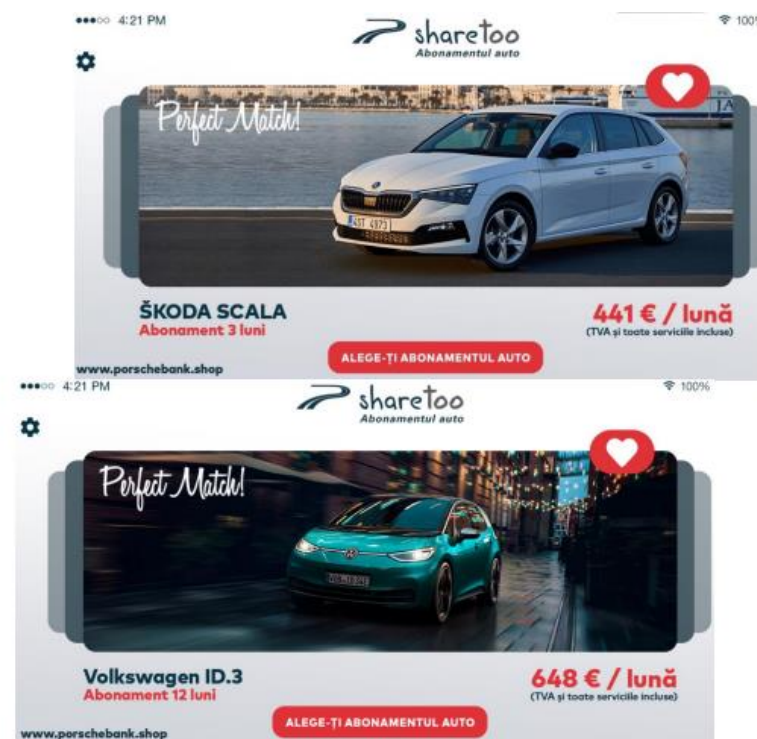 4:21 PM
100%
sharetoo
Abonamentul auto
Perfect Match!
JA
4ST 4973
ŠKODA SCALA
441 € / lună
Abonament 3 luni
(TVA și toate serviciile incluse)
ALEGE-ȚI ABONAMENTUL AUTO
www.porschebank.shop
4:21 PM
100%
sharetoo
Abonamentul auto
Perfect Match!
Volkswagen ID.3
648 € / lună
Abonament 12 luni
(TVA și toate serviciile incluse)
ALEGE-ȚI ABONAMENTUL AUTO
www.porschebank.shop